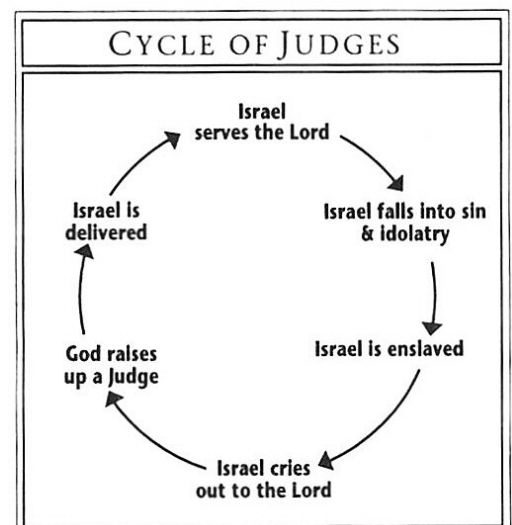 CYCLE OF JUDGES
Israel
serves the Lord
Israel falls into sin
& idolatry
Israel is enslaved
Israel cries
out to the Lord
God raises
up a Judge
Israel is
delivered